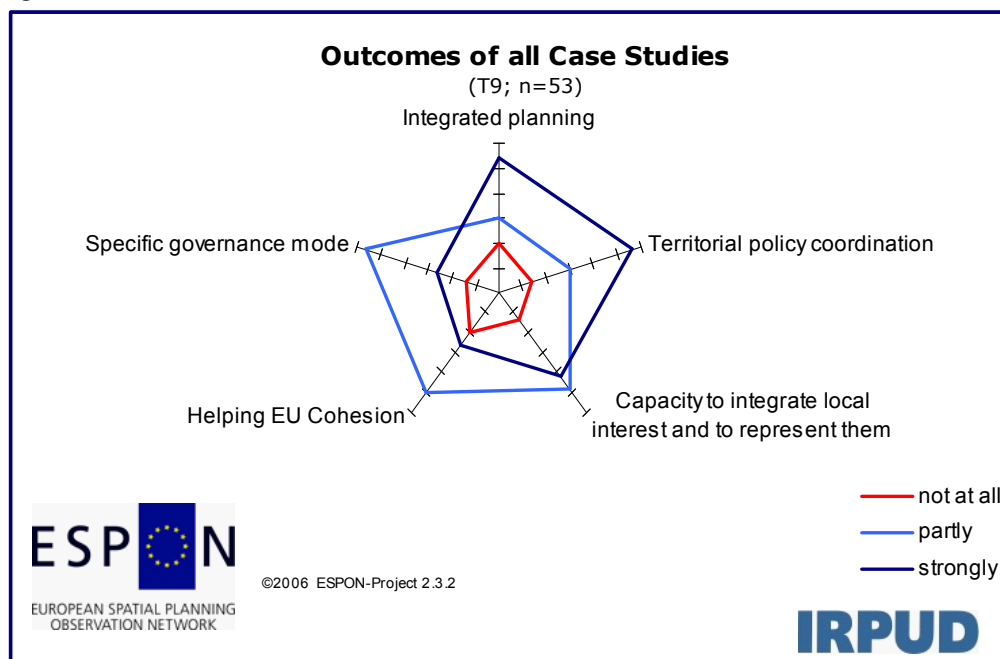 Outcomes of all Case Studies
(T9; n=53)
Integrated planning
Specific governance mode
Territorial policy coordination
Helping EU Cohesion
Capacity to integrate local
interest and to represent them
not at all
partly
strongly
ESPON
EUROPEAN SPATIAL PLANNING
OBSERVATION NETWORK
©2006 ESPON-Project 2.3.2
IRPUD